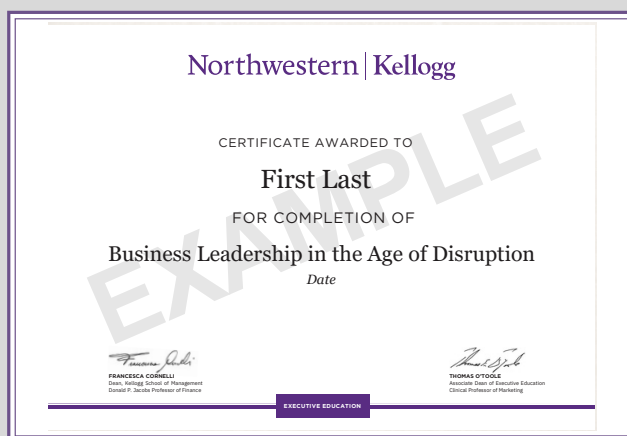 Northwestern | Kellogg
CERTIFICATE AWARDED TO
First Last
FOR COMPLETION OF
Business Leadership in the Age of Disruption
Date
EXAMPLE
FRANCESCA CORNELLI
Dean, Kellogg School of Management
Donald P. Jacobs Professor of Finance
THOMAS O'TOOLE
Associate Dean of Executive Education
Clinical Professor of Marketing
EXECUTIVE EDUCATION